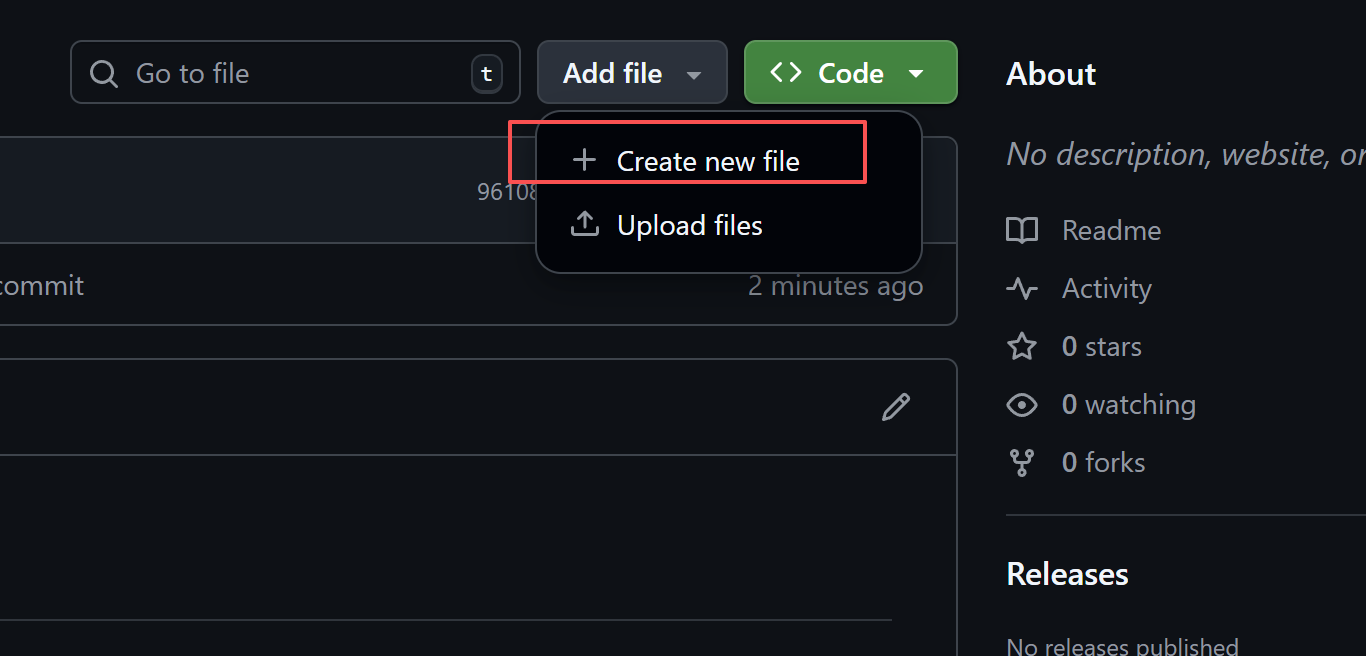 Go to file
t
Add file
Code
Create new file
Upload files
commit
2 minutes ago
About
No description, website, or
Readme
Activity
0 stars
0 watching
0 forks
Releases
No releases published